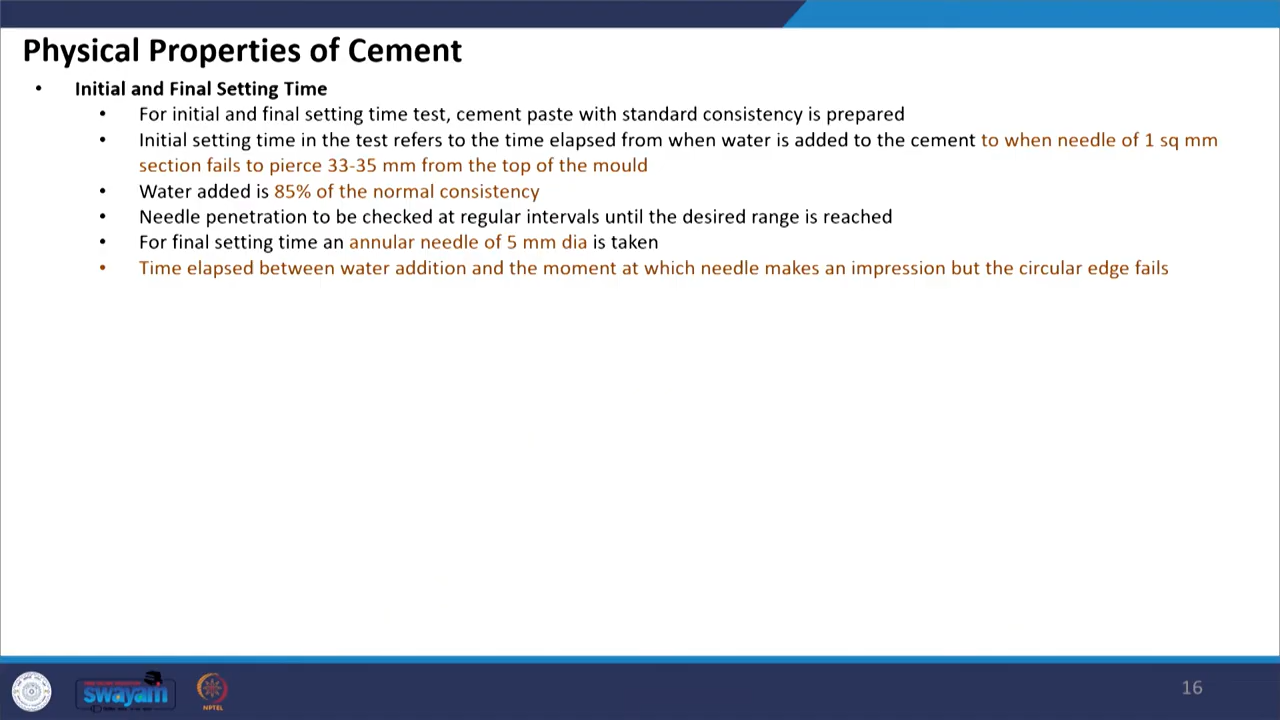 Physical Properties of Cement
• Initial and Final Setting Time
• For initial and final setting time test, cement paste with standard consistency is prepared
• Initial setting time in the test refers to the time elapsed from when water is added to the cement to when needle of 1 sq mm
section fails to pierce 33-35 mm from the top of the mould
• Water added is 85% of the normal consistency
• Needle penetration to be checked at regular intervals until the desired range is reached
• For final setting time an annular needle of 5 mm dia is taken
• Time elapsed between water addition and the moment at which needle makes an impression but the circular edge fails
swayam
NPTEL
16